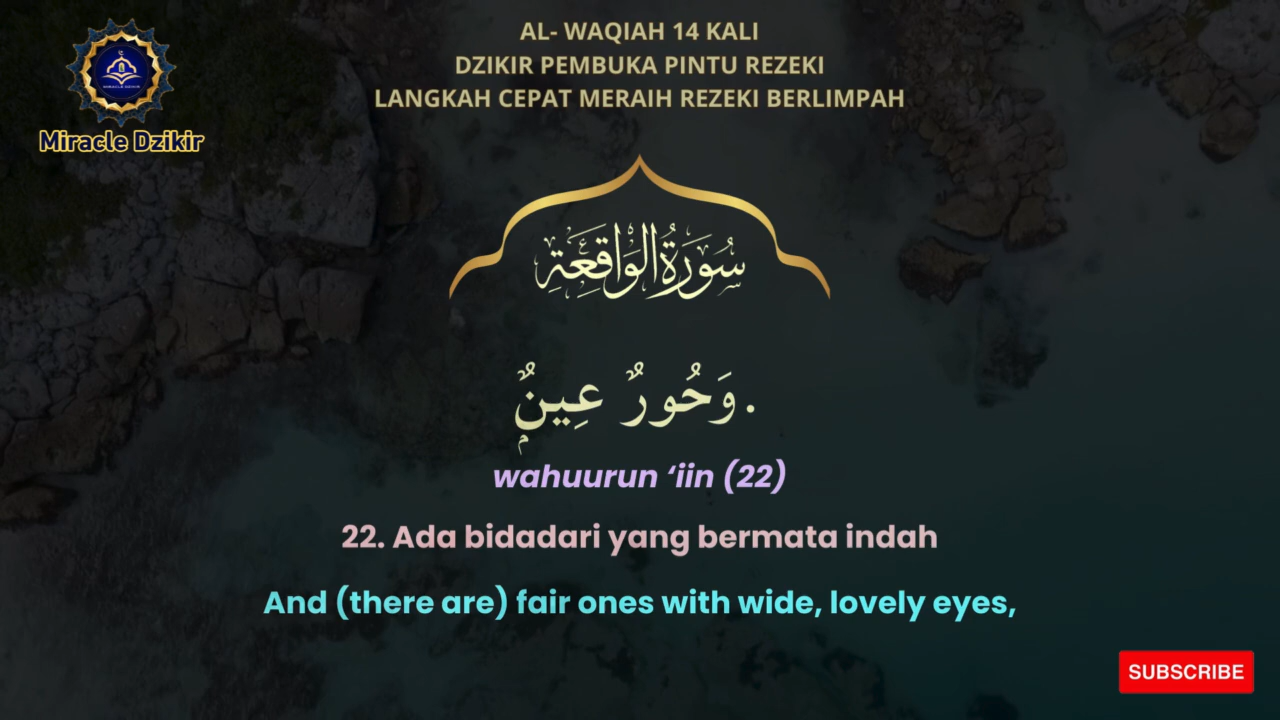 AL- WAQIAH 14 KALI
DZIKIR PEMBUKA PINTU REZEKI
LANGKAH CEPAT MERAIH REZEKI BERLIMPAH
Miracle Dzikir
سُورَةُ الْوَاقِعَةِ
وَحُورٌ عِينٌۭ .
wahuurun ‘iin (22)
22. Ada bidadari yang bermata indah
And (there are) fair ones with wide, lovely eyes,
SUBSCRIBE